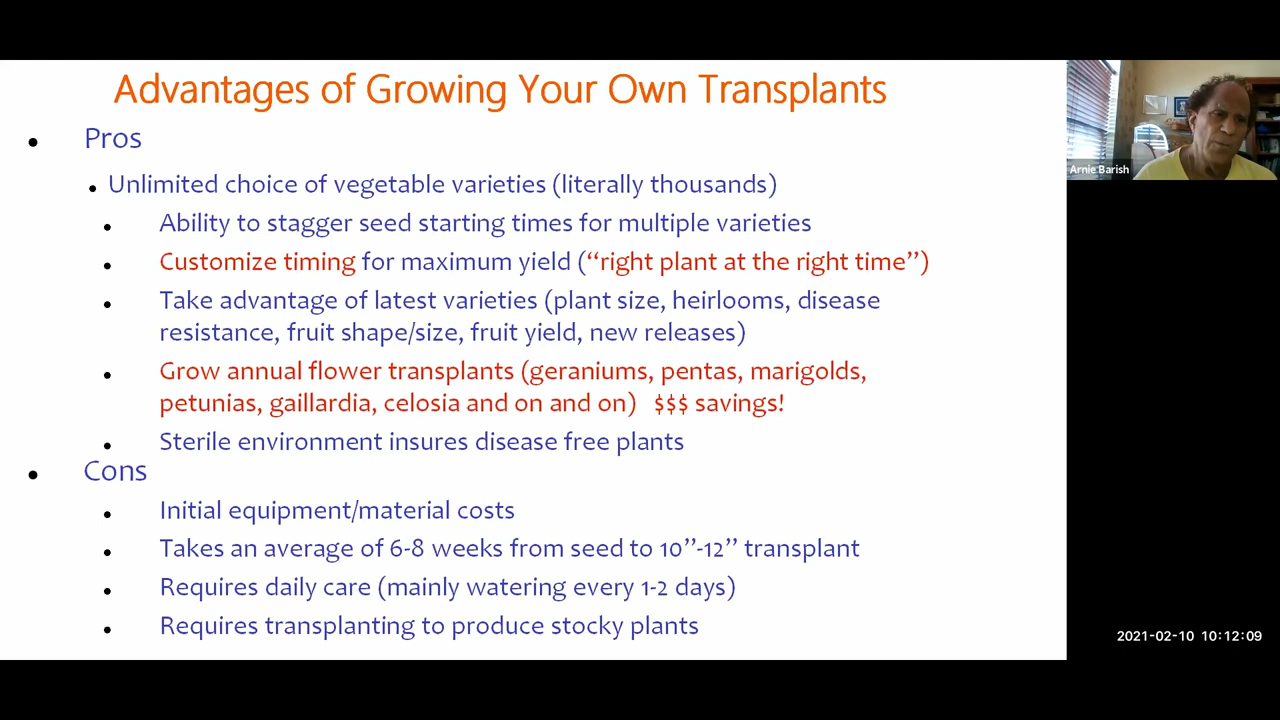 Advantages of Growing Your Own Transplants
• Pros
• Unlimited choice of vegetable varieties (literally thousands)
• Ability to stagger seed starting times for multiple varieties
• Customize timing for maximum yield (“right plant at the right time”)
• Take advantage of latest varieties (plant size, heirlooms, disease
resistance, fruit shape/size, fruit yield, new releases)
• Grow annual flower transplants (geraniums, pentas, marigolds,
petunias, gaillardia, celosia and on and on) $$$ savings!
• Sterile environment insures disease free plants
• Cons
• Initial equipment/material costs
• Takes an average of 6-8 weeks from seed to 10”-12” transplant
• Requires daily care (mainly watering every 1-2 days)
• Requires transplanting to produce stocky plants
Arnie Barish
2021-02-10 10:12:09